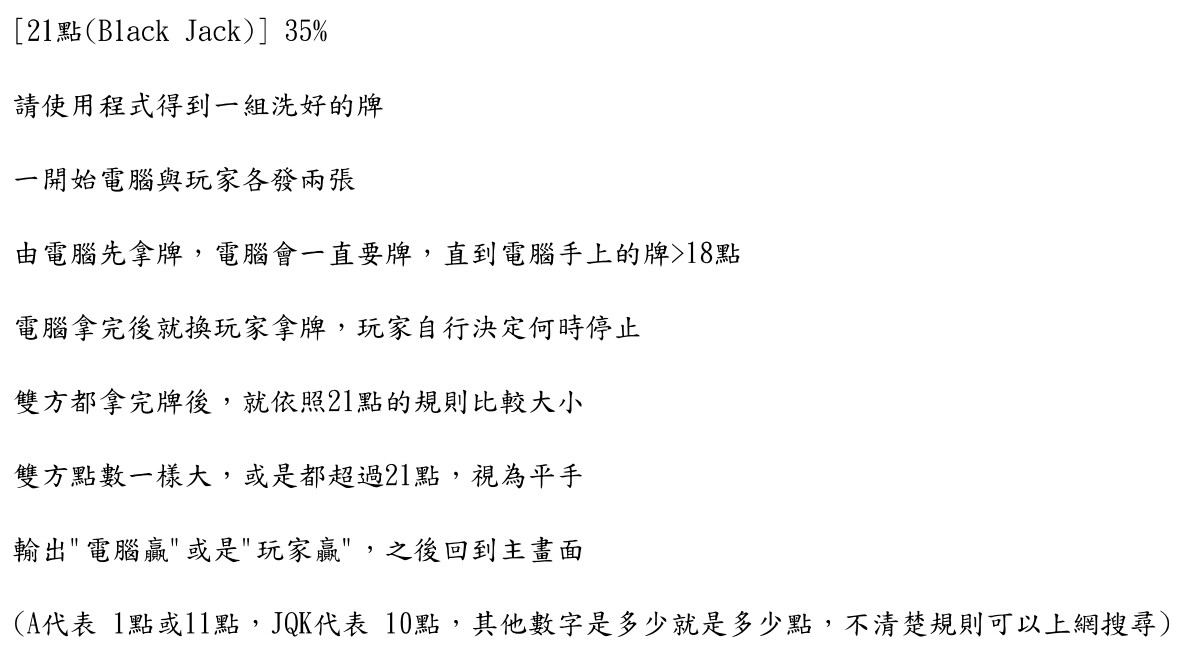 [21點(Black Jack)] 35%
請使用程式得到一組洗好的牌
一開始電腦與玩家各發兩張
由電腦先拿牌，電腦會一直要牌，直到電腦手上的牌>18點
電腦拿完後就換玩家拿牌，玩家自行決定何時停止
雙方都拿完牌後，就依照21點的規則比較大小
雙方點數一樣大，或是都超過21點，視為平手
輸出"電腦贏"或是"玩家贏"，之後回到主畫面
(A代表 1點或11點，JQK代表 10點，其他數字是多少就是多少點，不清楚規則可以上網搜尋)